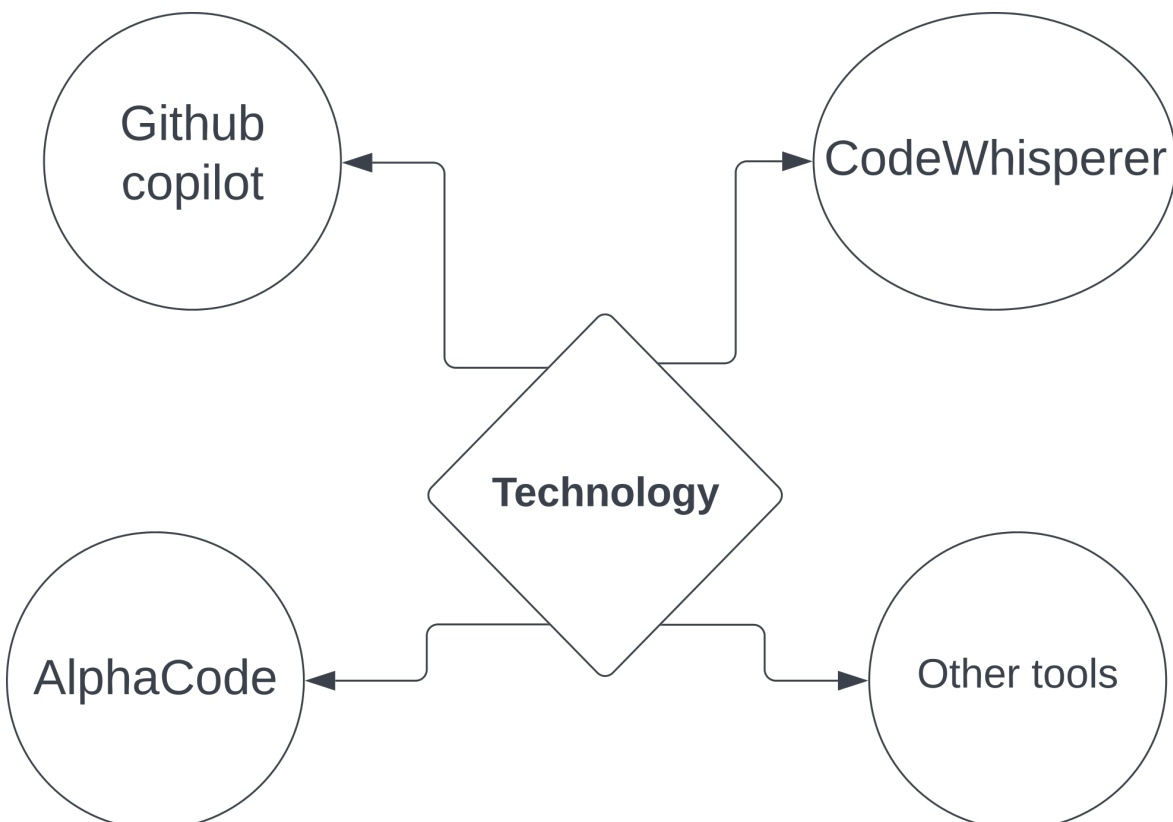 Github
copilot
CodeWhisperer
Technology
AlphaCode
Other tools